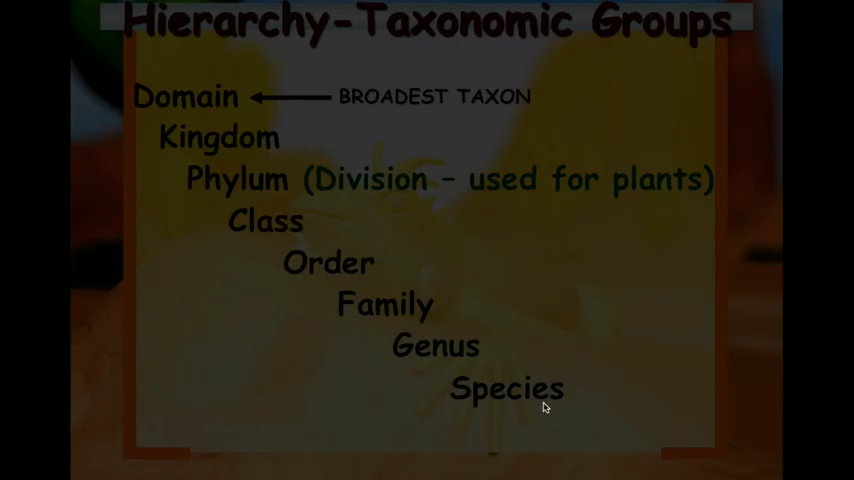 Hierarchy-Taxonomic Groups
Domain BROADEST TAXON
Kingdom
Phylum (Division - used for plants)
Class
Order
Family
Genus
Species